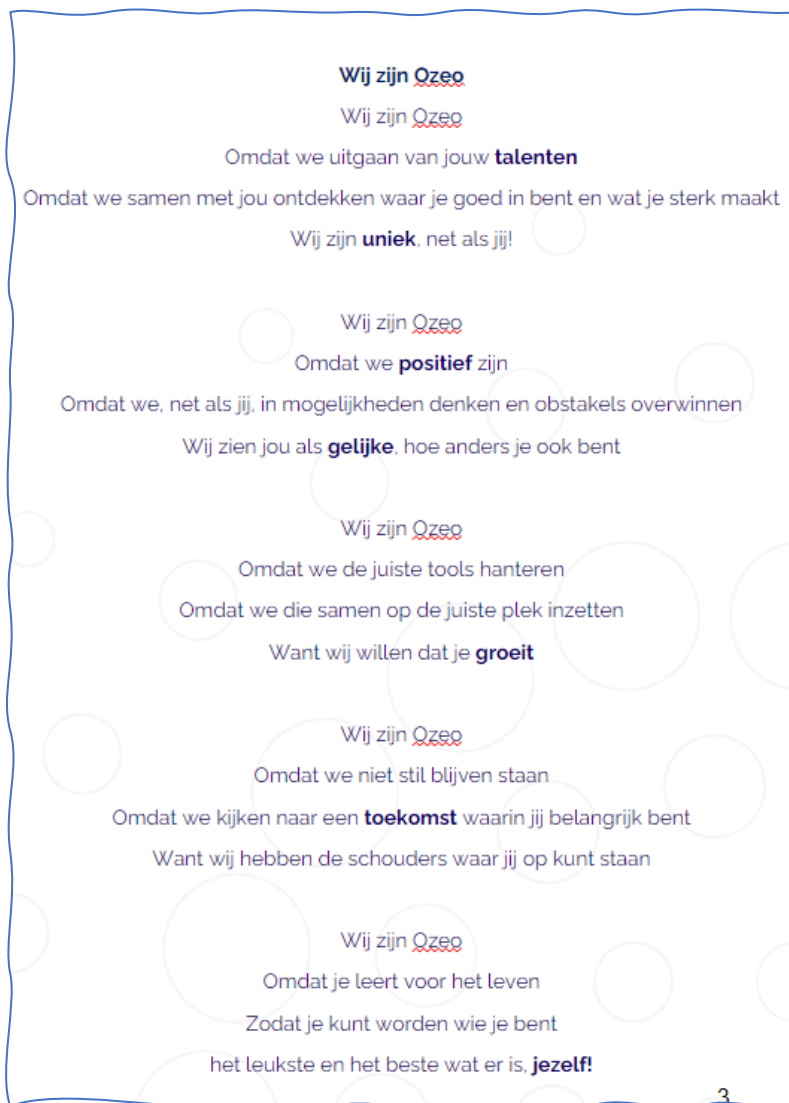 Wij zijn Ozeo
Wij zijn Ozeo
Omdat we uitgaan van jouw talenten
Omdat we samen met jou ontdekken waar je goed in bent en wat je sterk maakt
Wij zijn uniek, net als jij!
Wij zijn Ozeo
Omdat we positief zijn
Omdat we, net als jij, in mogelijkheden denken en obstakels overwinnen
Wij zien jou als gelijke, hoe anders je ook bent
Wij zijn Ozeo
Omdat we de juiste tools hanteren
Omdat we die samen op de juiste plek inzetten
Want wij willen dat je groeit
Wij zijn Ozeo
Omdat we niet stil blijven staan
Omdat we kijken naar een toekomst waarin jij belangrijk bent
Want wij hebben de schouders waar jij op kunt staan
Wij zijn Ozeo
Omdat je leert voor het leven
Zodat je kunt worden wie je bent
het leukste en het beste wat er is, jezelf!
3